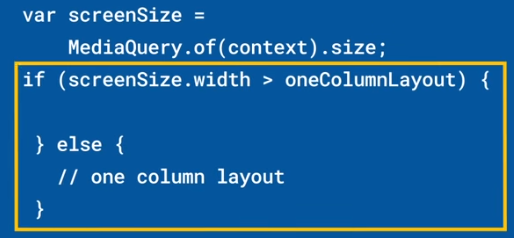 var screenSize =
MediaQuery.of(context).size;
if (screenSize.width > oneColumnLayout) {
} else {
// one column layout
}